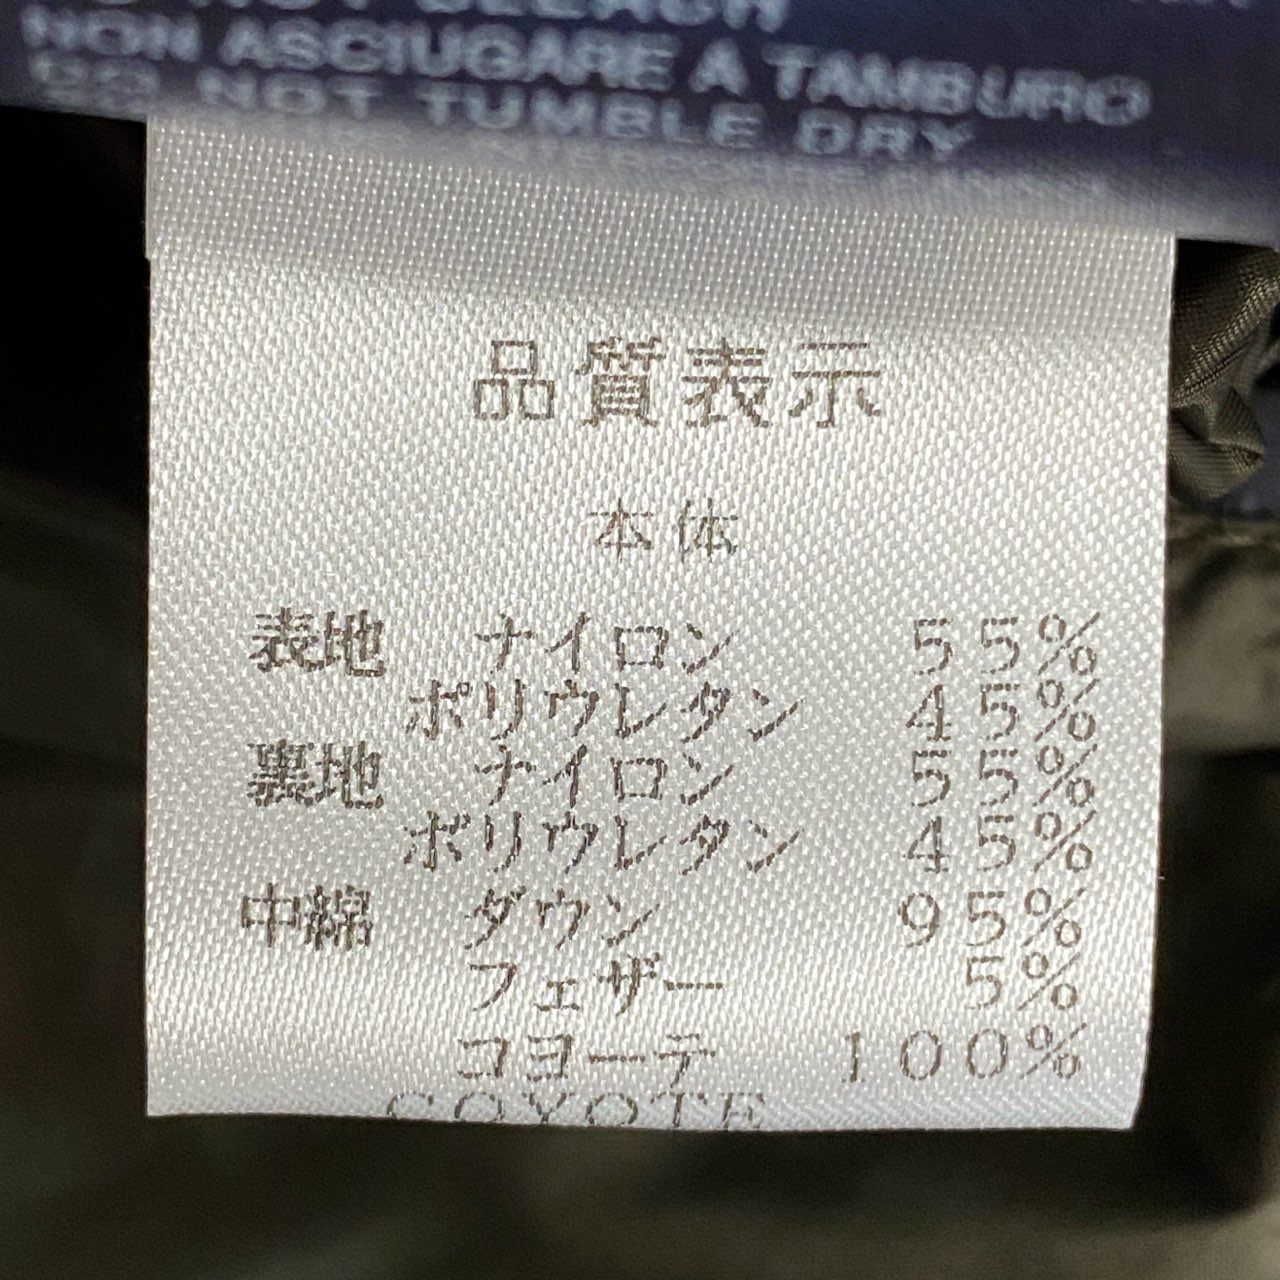 NON ASCIUGARE A TAMBURO
DO NOT TUMBLE DRY
品質表示
本体
表地 ナイロン 55%
ポリウレタン 45%
裏地 ナイロン 55%
ポリウレタン 45%
中綿 ダウン 95%
フェザー 5%
コヨーテ 100%
COYOTE